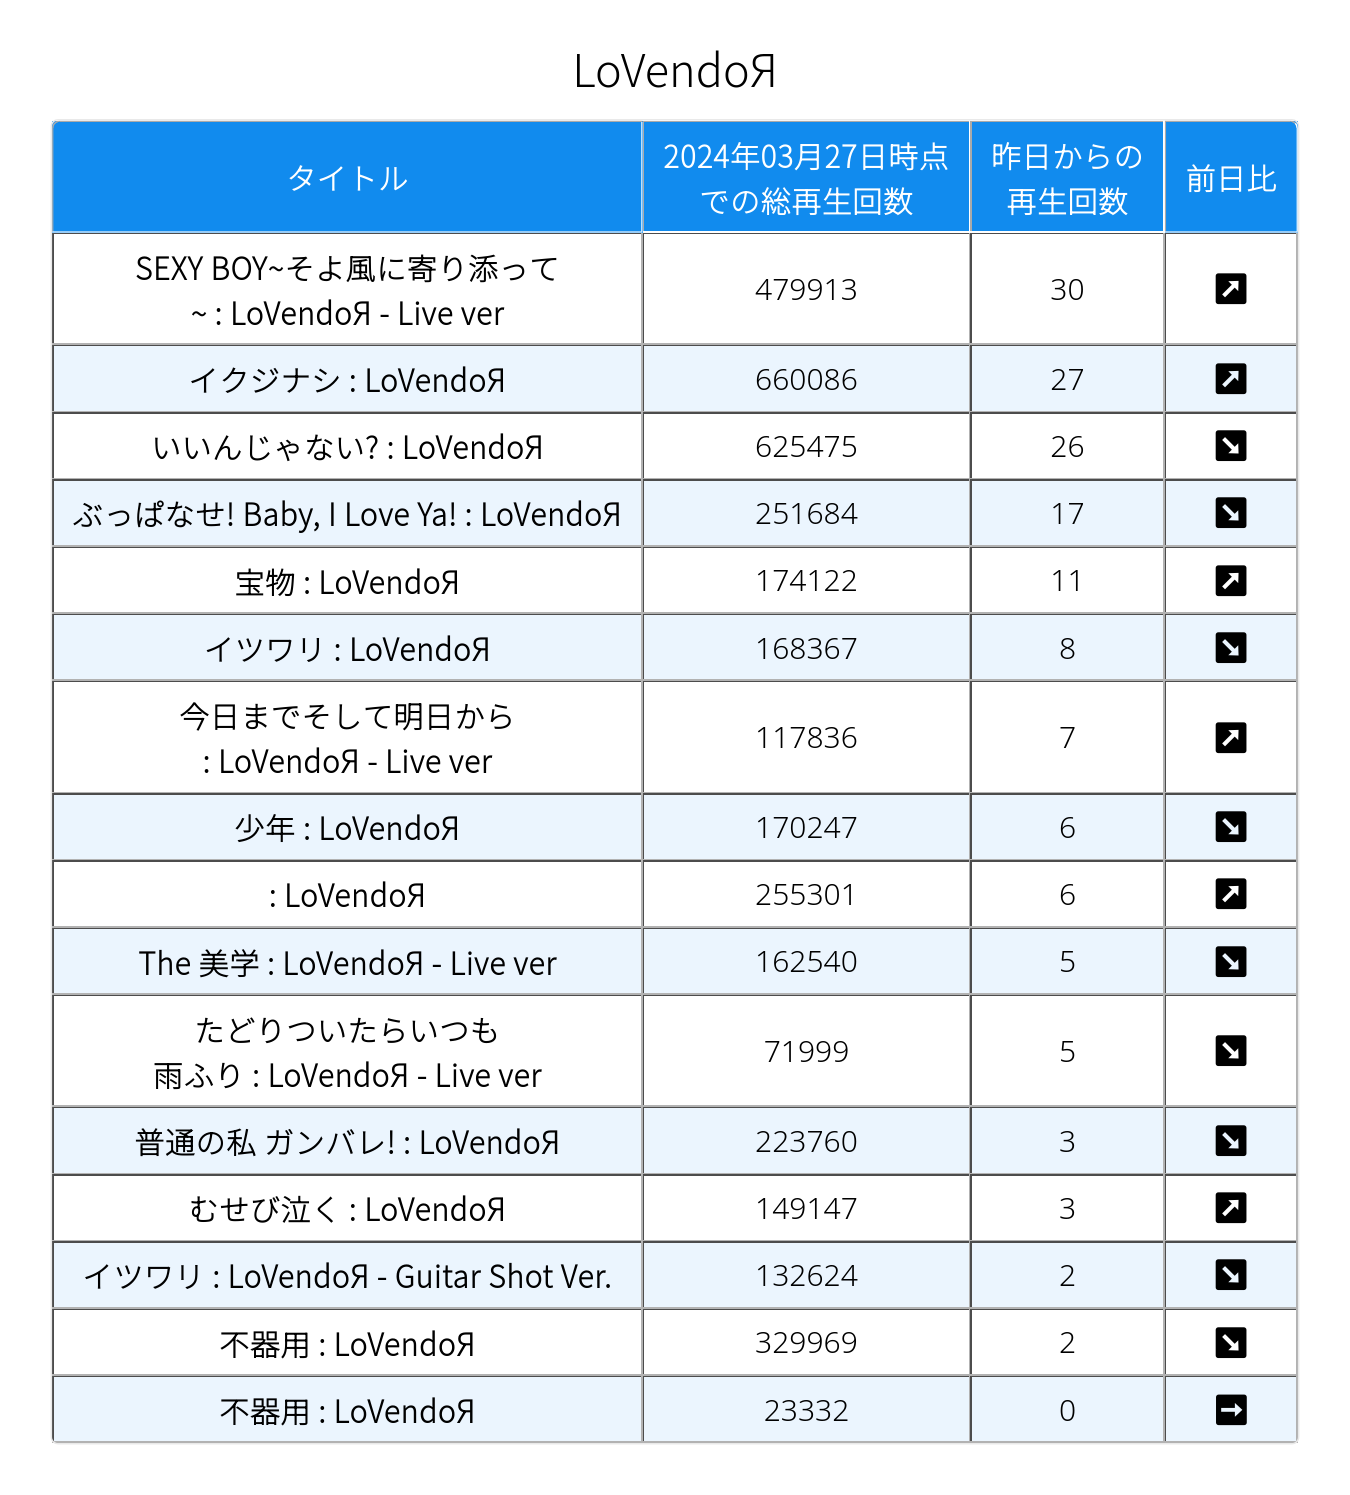 LoVendoЯ
タイトル
2024年03月27日時点
での総再生回数
昨日からの
再生回数
前日比
SEXY BOY~そよ風に寄り添って
~ : LoVendoЯ - Live ver
479913
30
イクジナシ : LoVendoЯ
660086
27
いいんじゃない? : LoVendoЯ
625475
26
ぶっぱなせ! Baby, I Love Ya! : LoVendoЯ
251684
17
宝物 : LoVendoЯ
174122
11
イツワリ : LoVendoЯ
168367
8
今日までそして明日から
: LoVendoЯ - Live ver
117836
7
少年 : LoVendoЯ
170247
6
: LoVendoЯ
255301
6
The 美学 : LoVendoЯ - Live ver
162540
5
たどりついたらいつも
雨ふり : LoVendoЯ - Live ver
71999
5
普通の私 ガンバレ! : LoVendoЯ
223760
3
むせび泣く : LoVendoЯ
149147
3
イツワリ : LoVendoЯ - Guitar Shot Ver.
132624
2
不器用 : LoVendoЯ
329969
2
不器用 : LoVendoЯ
23332
0